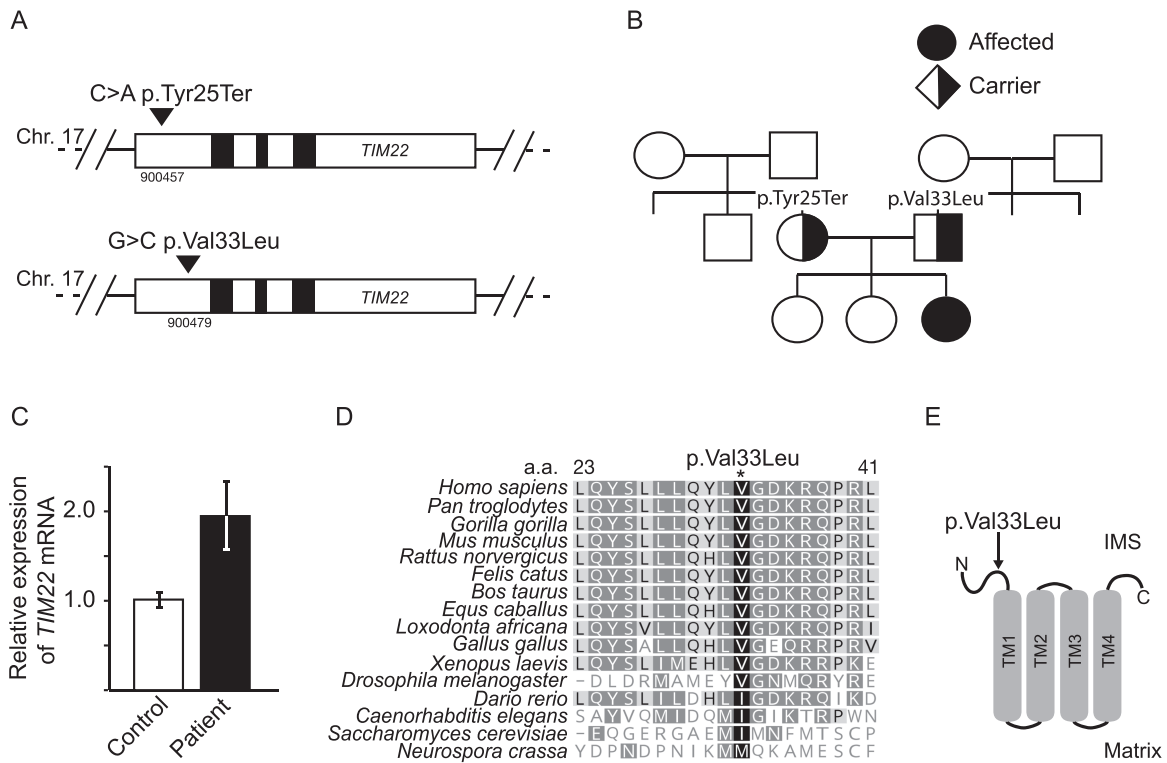 A
C>A p.Tyr25Ter
Chr. 17
TIM22
900457
G>C p.Val33Leu
Chr. 17
TIM22
900479
B
Affected
Carrier
p.Tyr25Ter
p.Val33Leu
C
Relative expression
of TIM22 mRNA
2.0
1.0
Control
Patient
D
p.Val33Leu
a.a. 23 * 41
Homo sapiens LQYSLLLQYLVGDKRQPRL
Pan troglodytes LQYSLLLQYLVGDKRQPRL
Gorilla gorilla LQYSLLLQYLVGDKRQPRL
Mus musculus LQYSLLLQYLVGDKRQPRL
Rattus norvegicus LQYSLLLQHLVGDKRQPRL
Felis catus LQYSLLLQYLVGDKRQPRL
Bos taurus LQYSLLLQYLVGDKRQPRL
Equus caballus LQYSLLLQHLVGDKRQPRL
Loxodonta africana LQYSVLLQYLVGDKRQPRI
Gallus gallus LQYSALLQHLVGEQRRPRV
Xenopus laevis LQYSLIMEHLVGDKRRPKE
Drosophila melanogaster -DLDRMAMEYVGNMQRYRE
Dario rerio LQYSLILDHLIGDKRQIKD
Caenorhabditis elegans SAYVQMIDQMIGIKTRPWN
Saccharomyces cerevisiae -EQGERGAEMIMNFMTSCP
Neurospora crassa YDPNDPNIKMMQKAMESCF
E
p.Val33Leu
N
IMS
C
TM1
TM2
TM3
TM4
Matrix